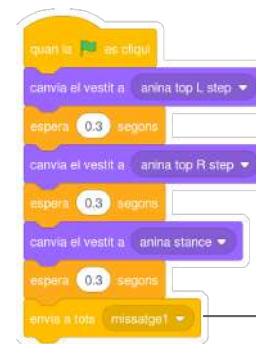 quan la es cliqui
canvia el vestit a anina top L step
espera 0.3 segons
canvia el vestit a anina top R step
espera 0.3 segons
canvia el vestit a anina stance
espera 0.3 segons
envia a tots missatge1